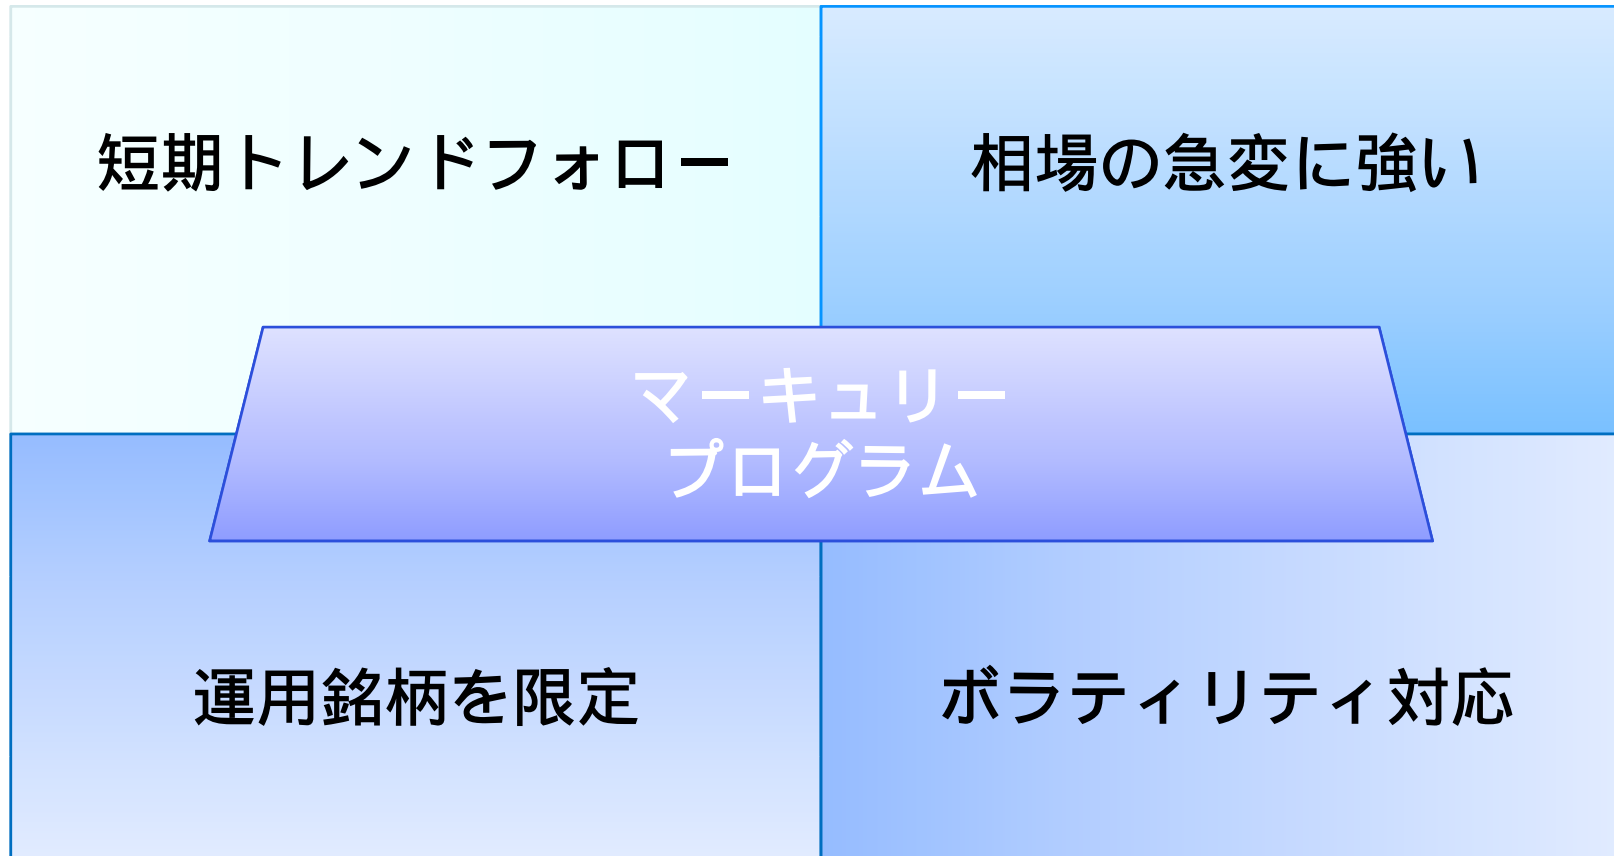 短期トレンドフォロー
相場の急変に強い
マーキュリー
プログラム
運用銘柄を限定
ボラティリティ対応